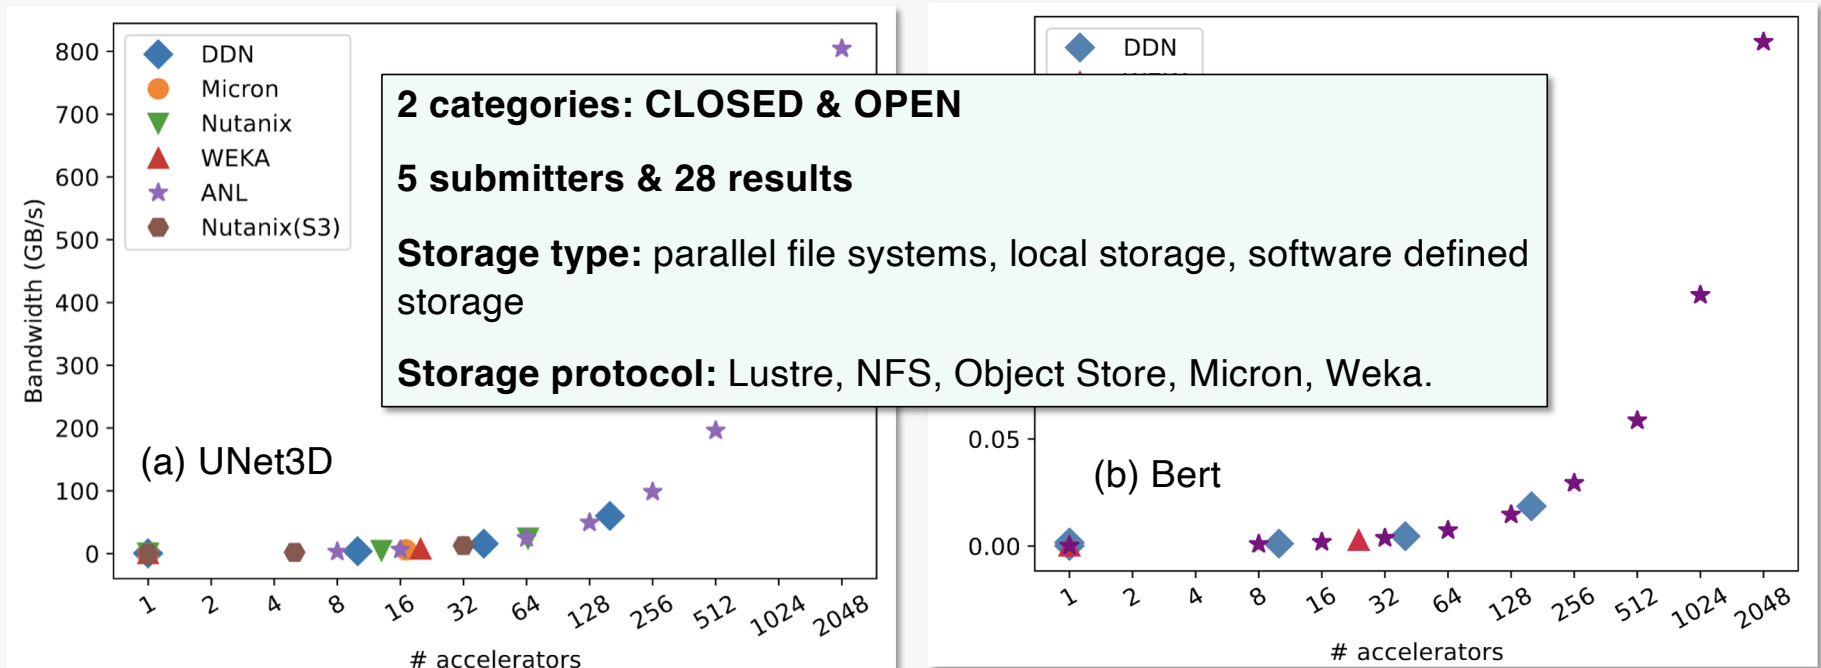 800
700
600
500
400
300
200
100
0
Bandwidth (GB/s)
DDN
Micron
Nutanix
WEKA
ANL
Nutanix(S3)
(a) UNet3D
1 2 4 8 16 32 64 128 256 512 1024 2048
# accelerators
2 categories: CLOSED & OPEN
5 submitters & 28 results
Storage type: parallel file systems, local storage, software defined
storage
Storage protocol: Lustre, NFS, Object Store, Micron, Weka.
DDN
0.05
0.00
(b) Bert
1 2 4 8 16 32 64 128 256 512 1024 2048
# accelerators